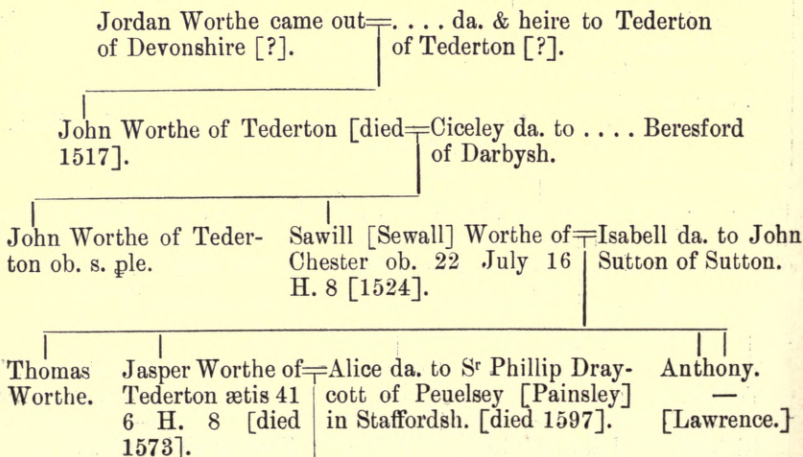 Jordan Worthe came out=. . . . da. & heire to Tederton
of Devonshire [?]. of Tederton [?].
John Worthe of Tederton [died=Ciceley da. to . . . . Beresford
1517]. of Darbysh.
John Worthe of Teder-
ton ob. s. ꝑle.
Sawill [Sewall] Worthe of=Isabell da. to John
Chester ob. 22 July 16 Sutton of Sutton.
H. 8 [1524].
Thomas
Worthe.
Jasper Worthe of=Alice da. to Sʳ Phillip Dray-
Tederton ætis 41 cott of Peuelsey [Painsley]
6 H. 8 [died in Staffordsh. [died 1597].
1573].
Anthony.
—
[Lawrence.]